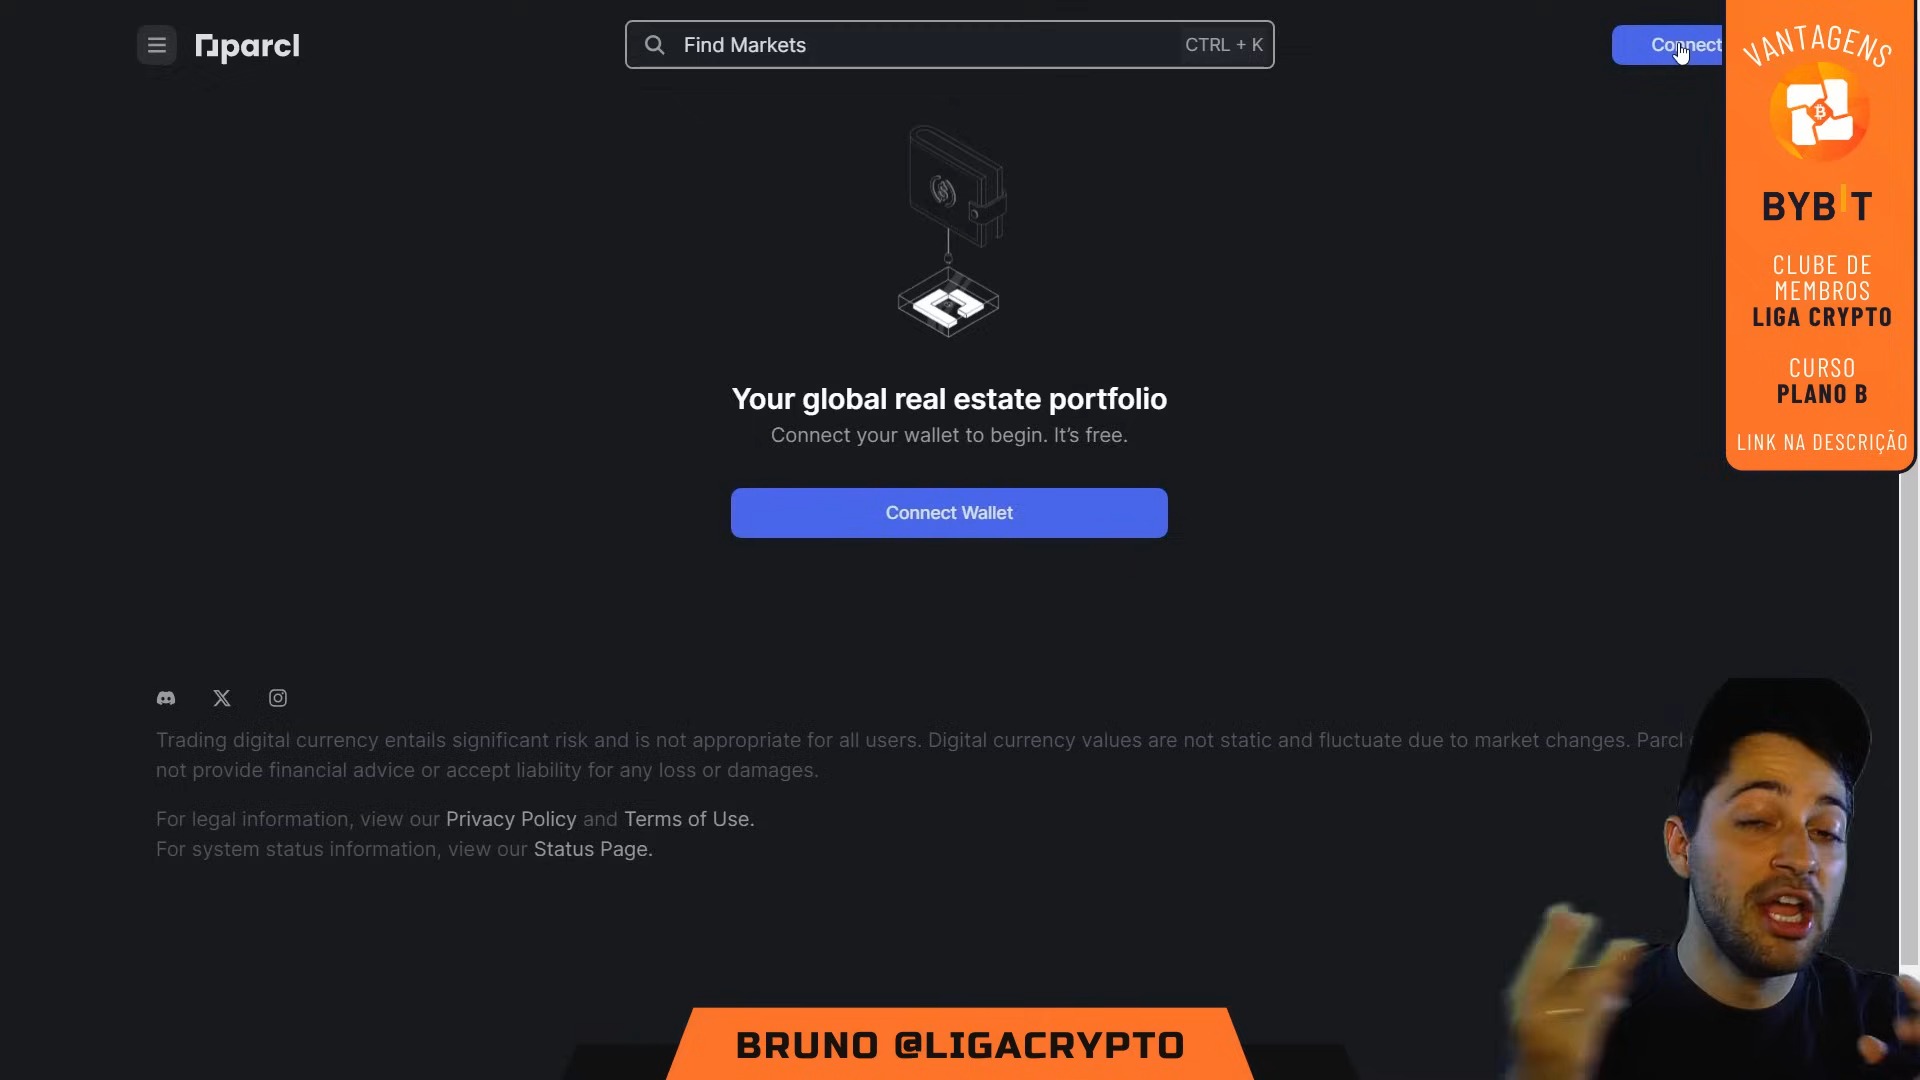 parcl
Find Markets
CTRL + K
Connect
VANTAGENS
BYBIT
CLUBE DE
MEMBROS
LIGA CRYPTO
CURSO
PLANO B
LINK NA DESCRIÇÃO
Your global real estate portfolio
Connect your wallet to begin. It’s free.
Connect Wallet
Trading digital currency entails significant risk and is not appropriate for all users. Digital currency values are not static and fluctuate due to market changes. Parcl
not provide financial advice or accept liability for any loss or damages.
For legal information, view our Privacy Policy and Terms of Use.
For system status information, view our Status Page.
BRUNO @LIGACRYPTO